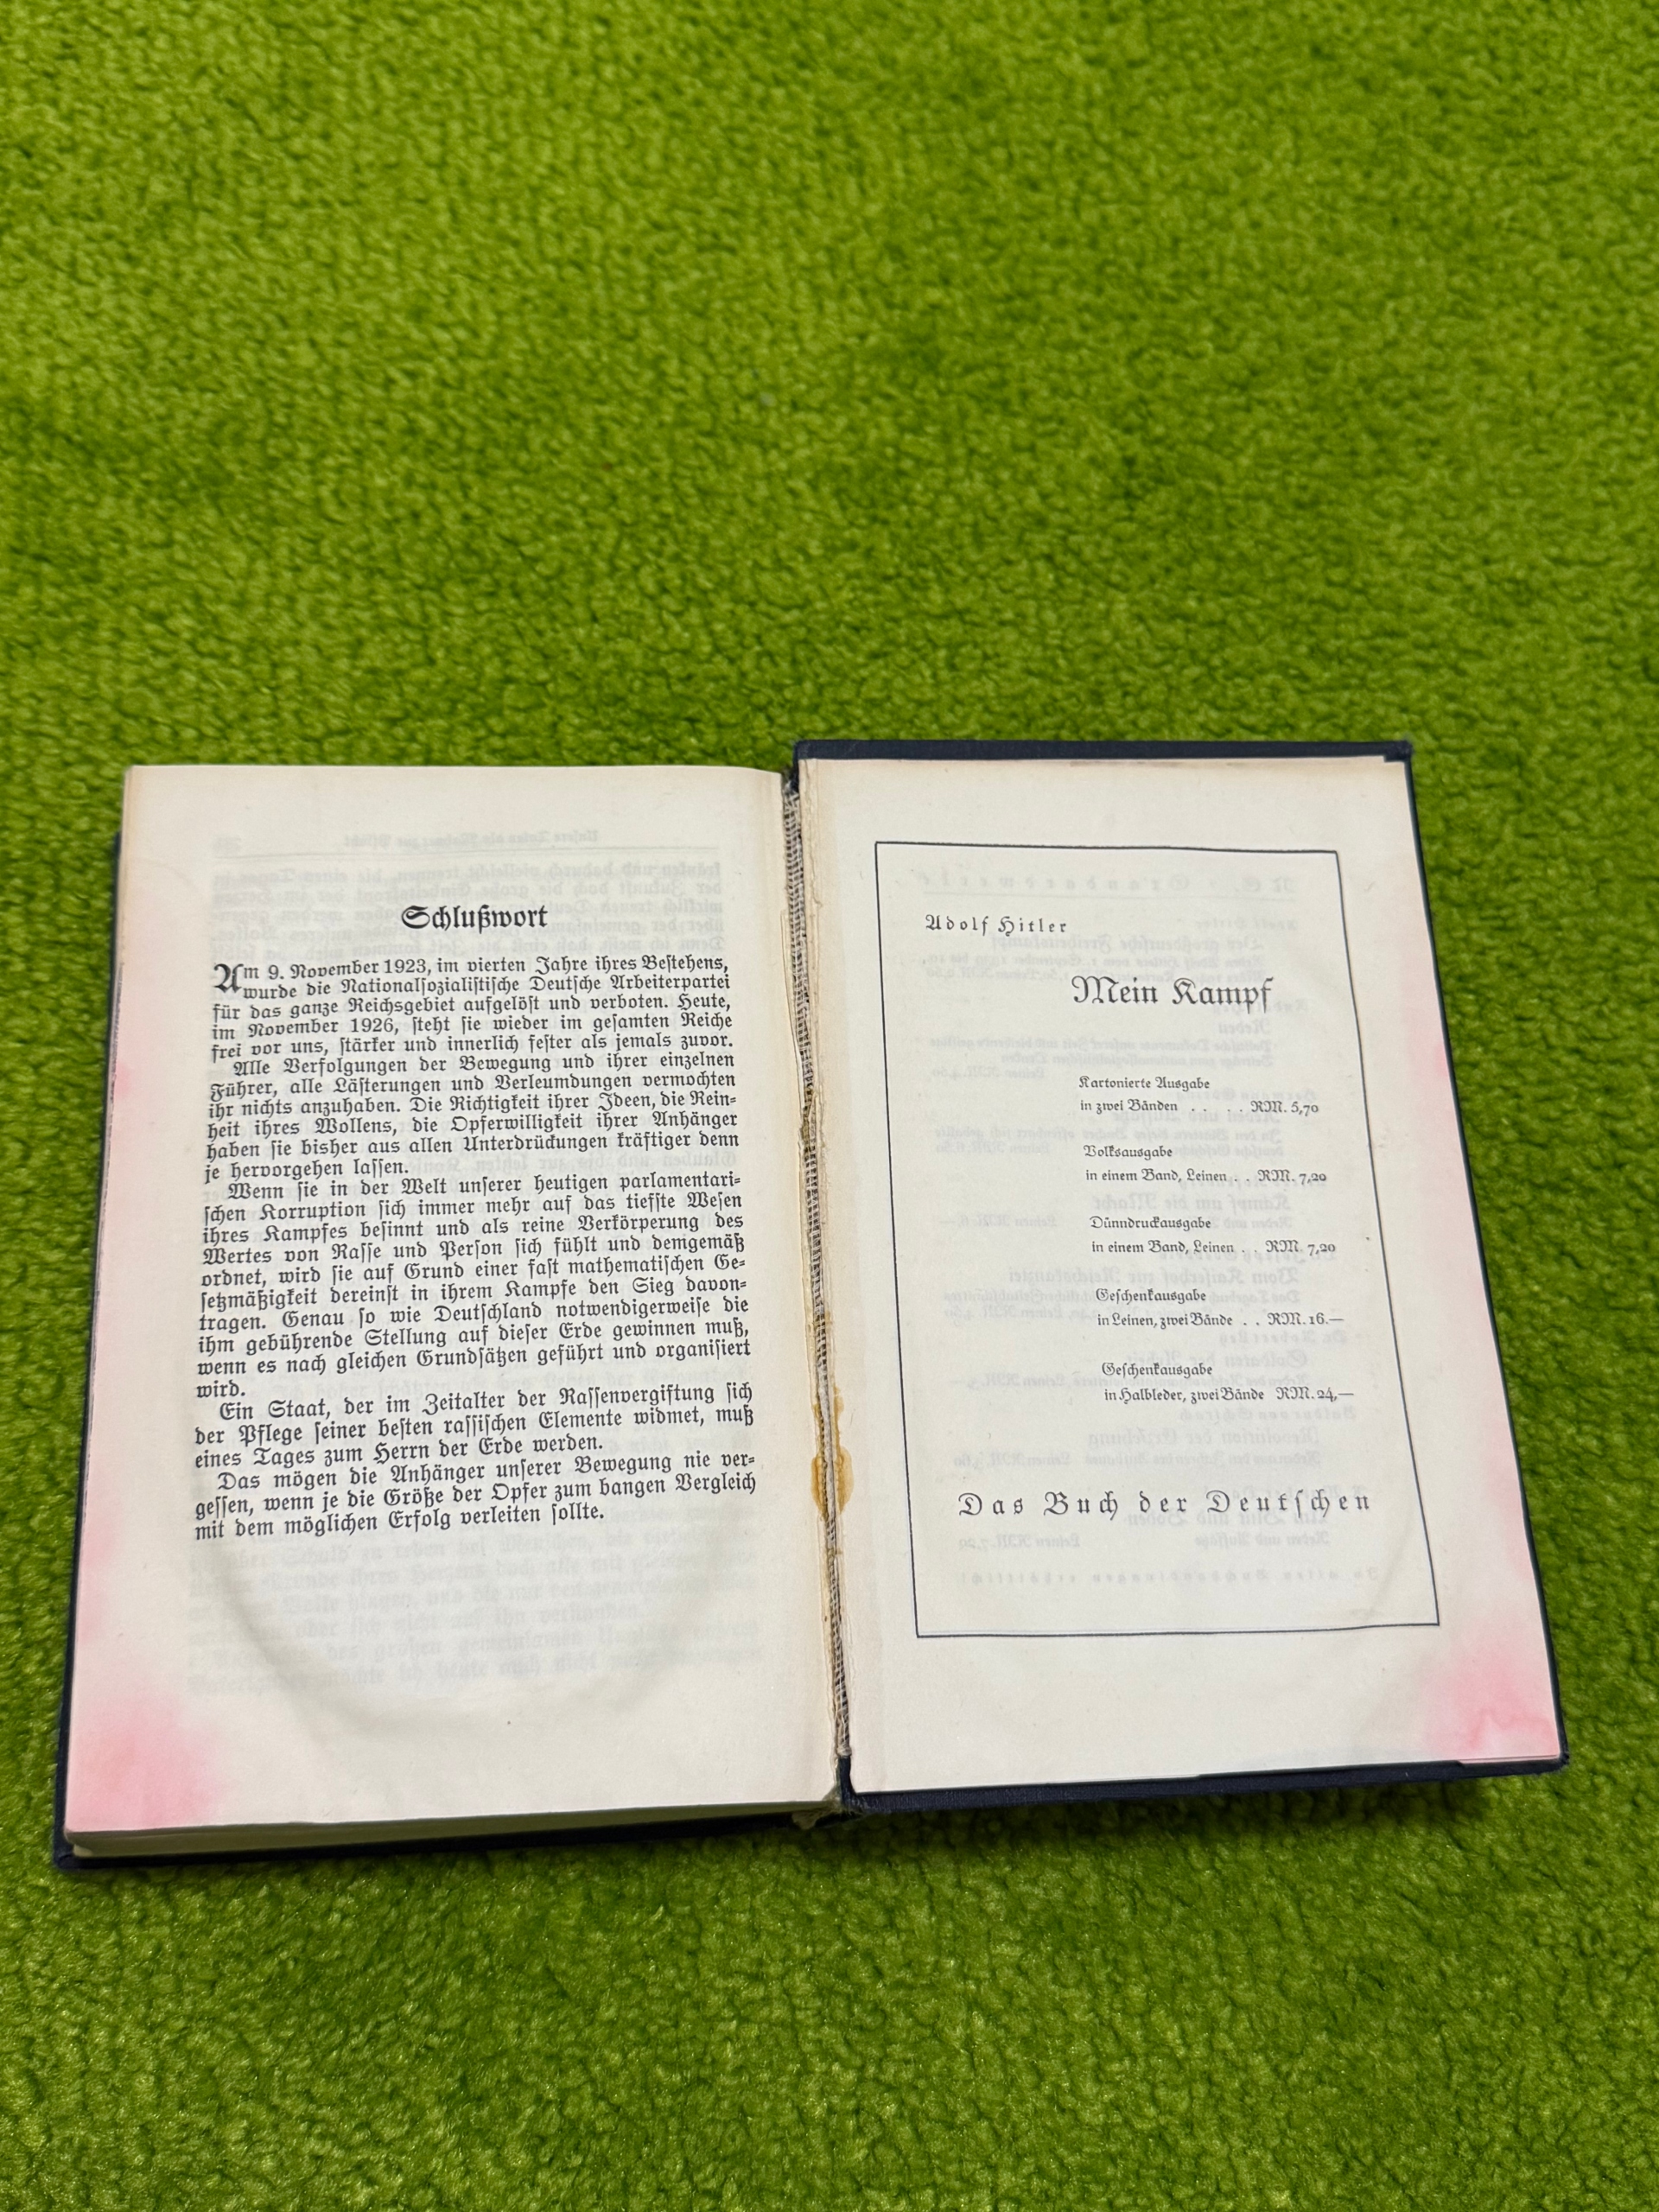 Schlußwort
Am 9. November 1923, im vierten Jahre ihres Bestehens,
wurde die Nationalsozialistische Deutsche Arbeiterpartei
für das ganze Reichsgebiet aufgelöst und verboten. Heute,
im November 1926, steht sie wieder im gesamten Reiche
frei vor uns, stärker und innerlich fester als jemals zuvor.
Alle Verfolgungen der Bewegung und ihrer einzelnen
Führer, alle Lästerungen und Verleumdungen vermochten
ihr nichts anzuhaben. Die Richtigkeit ihrer Ideen, die Rein-
heit ihres Wollens, die Opferwilligkeit ihrer Anhänger
haben sie bisher aus allen Unterdrückungen kräftiger denn
je hervorgehen lassen.
Wenn sie in der Welt unserer heutigen parlamentari-
schen Korruption sich immer mehr auf das tiefste Wesen
ihres Kampfes besinnt und als reine Verkörperung des
Wertes von Rasse und Person sich fühlt und demgemäß
ordnet, wird sie auf Grund einer fast mathematischen Ge-
setzmäßigkeit dereinst in ihrem Kampfe den Sieg davon-
tragen. Genau so wie Deutschland notwendigerweise die
ihm gebührende Stellung auf dieser Erde gewinnen muß,
wenn es nach gleichen Grundsätzen geführt und organisiert
wird.
Ein Staat, der im Zeitalter der Rassenvergiftung sich
der Pflege seiner besten rassischen Elemente widmet, muß
eines Tages zum Herrn der Erde werden.
Das mögen die Anhänger unserer Bewegung nie ver-
gessen, wenn je die Größe der Opfer zum bangen Vergleich
mit dem möglichen Erfolg verleiten sollte.
Adolf Hitler
Mein Kampf
Kartonierte Ausgabe
in zwei Bänden . . . . RM. 5,70
Volksausgabe
in einem Band, Leinen . . RM. 7,20
Dünndruckausgabe
in einem Band, Leinen . . RM. 7,20
Geschenkausgabe
in Leinen, zwei Bände . . RM. 16.—
Geschenkausgabe
in Halbleder, zwei Bände RM. 24,—
Das Buch der Deutschen